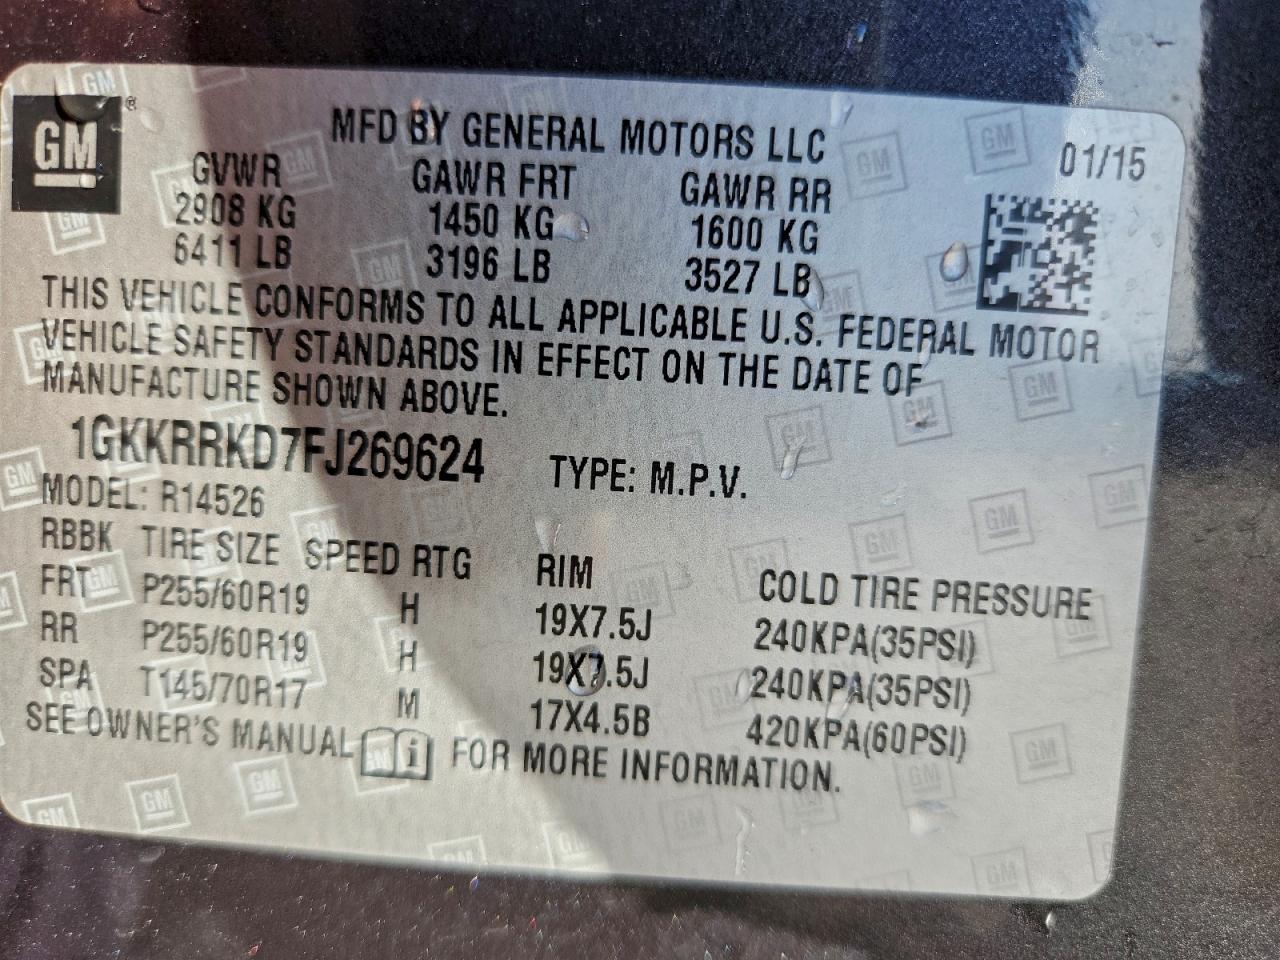 GM ®
MFD BY GENERAL MOTORS LLC
GVWR GAWR FRT GAWR RR 01/15
2908 KG 1450 KG 1600 KG
6411 LB 3196 LB 3527 LB
THIS VEHICLE CONFORMS TO ALL APPLICABLE U.S. FEDERAL MOTOR
VEHICLE SAFETY STANDARDS IN EFFECT ON THE DATE OF
MANUFACTURE SHOWN ABOVE.
1GKKRRKD7FJ269624 TYPE: M.P.V.
MODEL: R14526
RBBK TIRE SIZE SPEED RTG RIM COLD TIRE PRESSURE
FRT P255/60R19 H 19X7.5J 240KPA(35PSI)
RR P255/60R19 H 19X7.5J 240KPA(35PSI)
SPA T145/70R17 M 17X4.5B 420KPA(60PSI)
SEE OWNER'S MANUAL i FOR MORE INFORMATION.